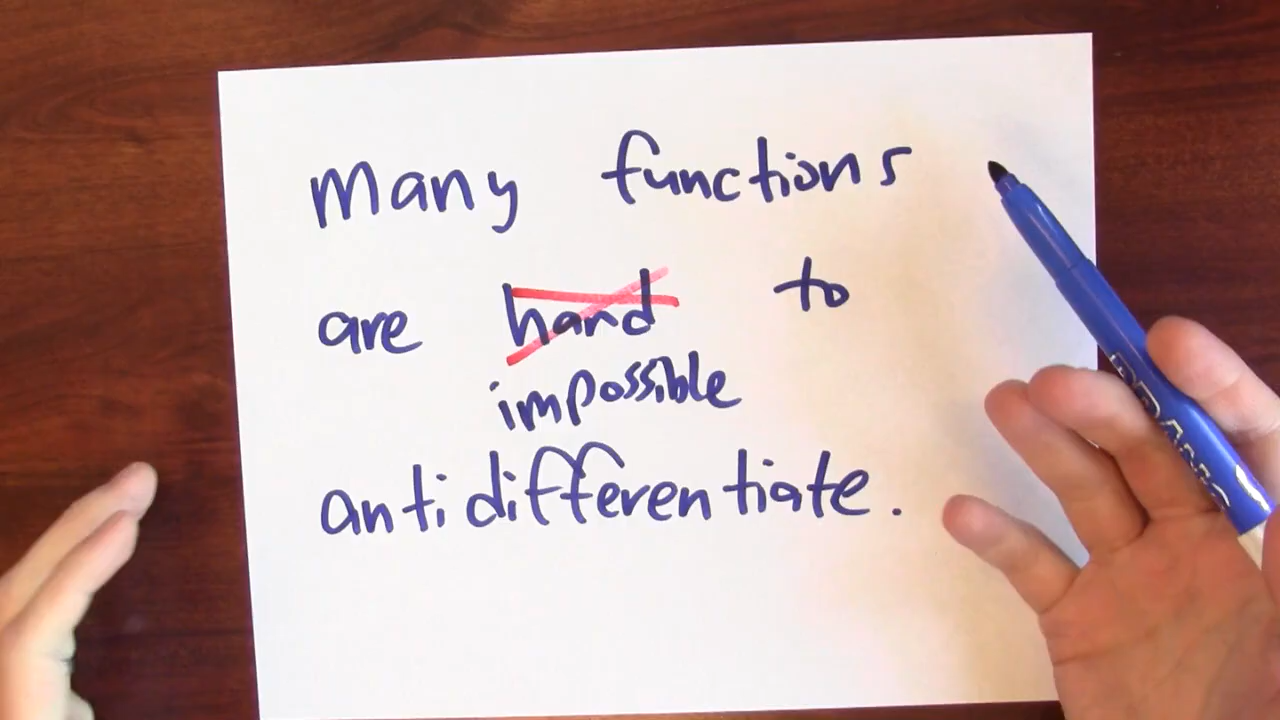 Many functions
are hard to
impossible
antidifferentiate.